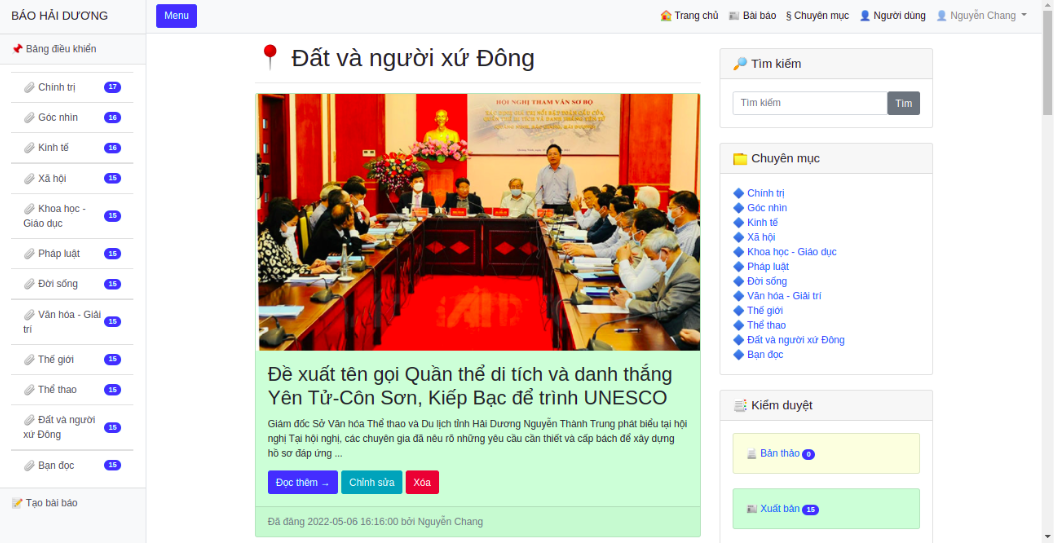 BÁO HẢI DƯƠNG
Bảng điều khiển
Chính trị 17
Góc nhìn 16
Kinh tế 16
Xã hội 15
Khoa học -
Giáo dục 15
Pháp luật 15
Đời sống 15
Văn hóa - Giải
trí 15
Thế giới 15
Thể thao 15
Đất và người
xứ Đông 15
Bạn đọc 15
Tạo bài báo
Menu
Trang chủ
Bài báo
§ Chuyên mục
Người dùng
Nguyễn Chang
Đất và người xứ Đông
HỘI NGHỊ THAM VẤN SƠ BỘ
Đề xuất tên gọi Quần thể di tích và danh thắng
Yên Tử-Côn Sơn, Kiếp Bạc để trình UNESCO
Giám đốc Sở Văn hóa Thể thao và Du lịch tỉnh Hải Dương Nguyễn Thành Trung phát biểu tại hội
nghị Tại hội nghị, các chuyên gia đã nêu rõ những yêu cầu cần thiết và cấp bách để xây dựng
hồ sơ đáp ứng ...
Đọc thêm →
Chỉnh sửa
Xóa
Đã đăng 2022-05-06 16:16:00 bởi Nguyễn Chang
Tìm kiếm
Tìm kiếm
Tìm
Chuyên mục
Chính trị
Góc nhìn
Kinh tế
Xã hội
Khoa học - Giáo dục
Pháp luật
Đời sống
Văn hóa - Giải trí
Thế giới
Thể thao
Đất và người xứ Đông
Bạn đọc
Kiểm duyệt
Bản thảo 0
Xuất bản 15